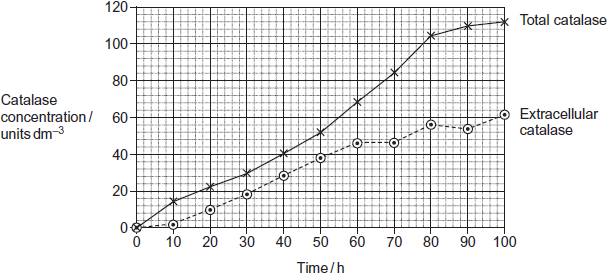 120
100
80
60
40
20
0
Catalase
concentration /
units dm⁻³
Total catalase
Extracellular
catalase
0 10 20 30 40 50 60 70 80 90 100
Time / h